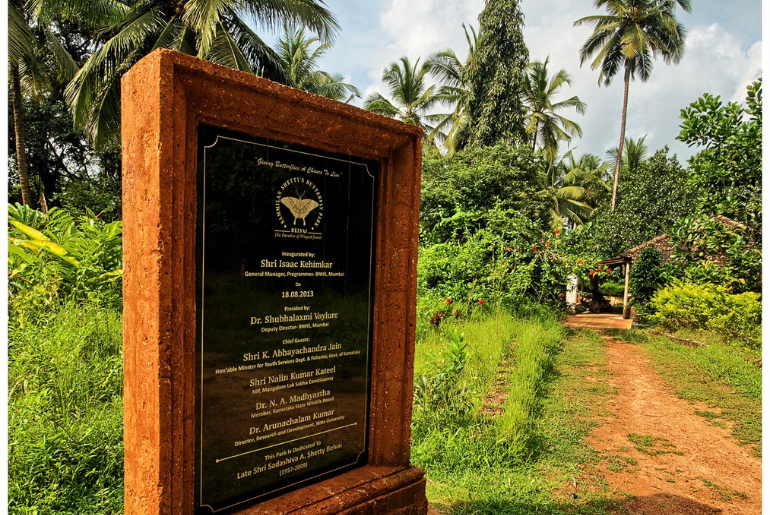 "Giving Butterflies A Chance To Live"
SAMMILAN SHETTY'S BUTTERFLY PARK
BELVAI
The Paradise of Winged Jewels
Inaugurated by:
Shri Isaac Kehimkar
General Manager, Programmes- BNHS, Mumbai
On
18.08.2013
Presided by:
Dr. Shubhalaxmi Vaylure
Deputy Director- BNHS, Mumbai
Chief Guests:
Shri K. Abhayachandra Jain
Hon'able Minster for Youth Services Dept. & Fisheries, Govt. of Karnataka
Shri Nalin Kumar Kateel
MP, Mangalore Lok Sabha Constituency
Dr. N. A. Madhyastha
Member, Karnataka State Wildlife Board
Dr. Arunachalam Kumar
Director, Research and Development, Nitte University
This Park is Dedicated to
Late Shri Sadashiva A. Shetty Belvai
(1957-2009)